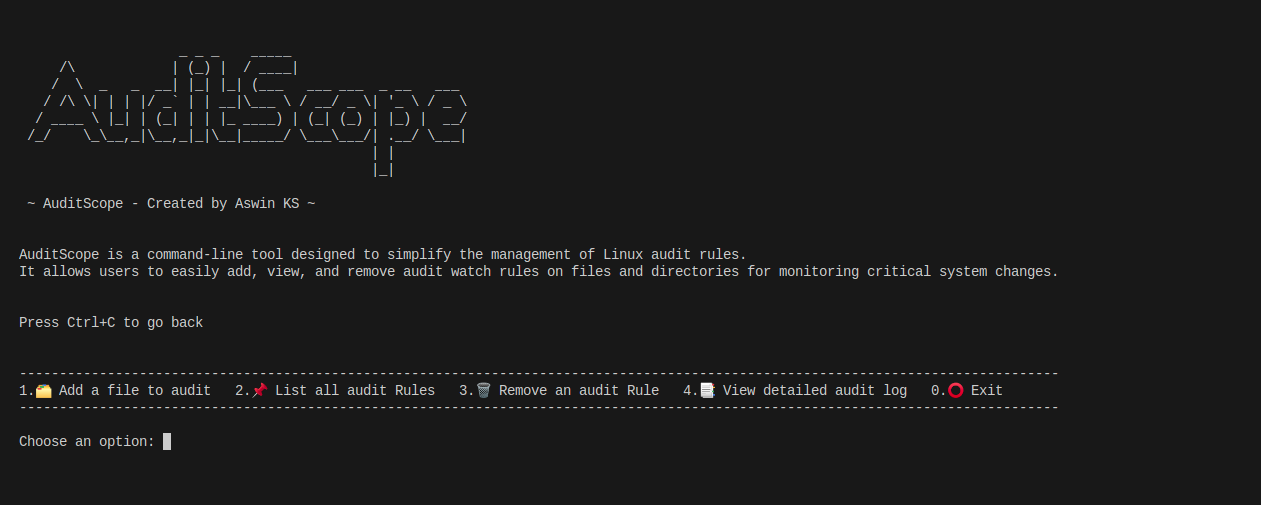 AuditScope
~ AuditScope - Created by Aswin KS ~
AuditScope is a command-line tool designed to simplify the management of Linux audit rules.
It allows users to easily add, view, and remove audit watch rules on files and directories for monitoring critical system changes.
Press Ctrl+C to go back
1. Add a file to audit 2. List all audit Rules 3. Remove an audit Rule 4. View detailed audit log 0. Exit
Choose an option: